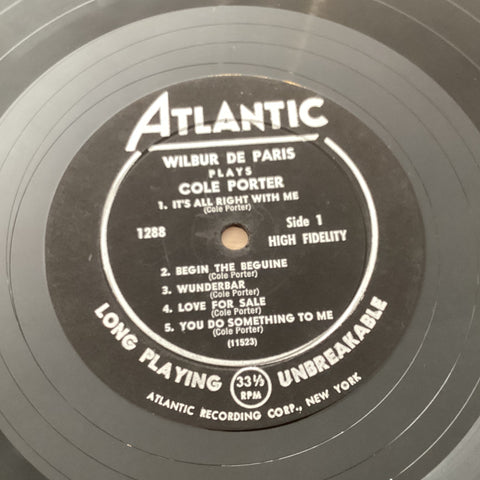 ATLANTIC
WILBUR DE PARIS
PLAYS
COLE PORTER
1. IT'S ALL RIGHT WITH ME
(Cole Porter)
1288
Side 1
HIGH FIDELITY
2. BEGIN THE BEGUINE
(Cole Porter)
3. WUNDERBAR
(Cole Porter)
4. LOVE FOR SALE
(Cole Porter)
5. YOU DO SOMETHING TO ME
(Cole Porter)
(11523)
LONG PLAYING
33⅓
RPM
UNBREAKABLE
ATLANTIC RECORDING CORP., NEW YORK